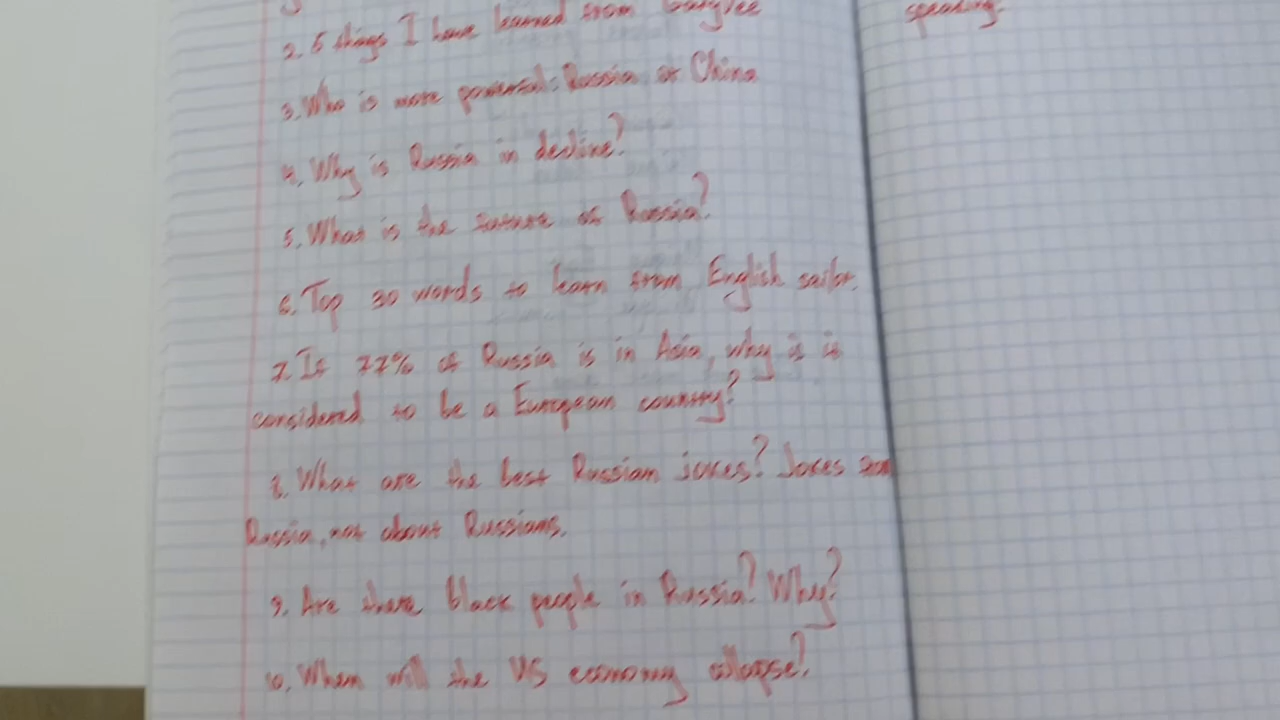 2. 5 things I have learned from
speaking.
3. Who is more powerful: Russia or China
4. Why is Russia in decline?
5. What is the future of Russia?
6. Top 30 words to learn from English sailor.
7. If 77% of Russia is in Asia, why is it
considered to be a European country?
8. What are the best Russian jokes? Jokes from
Russia, not about Russians.
9. Are there black people in Russia? Why?
10. When will the US economy collapse?